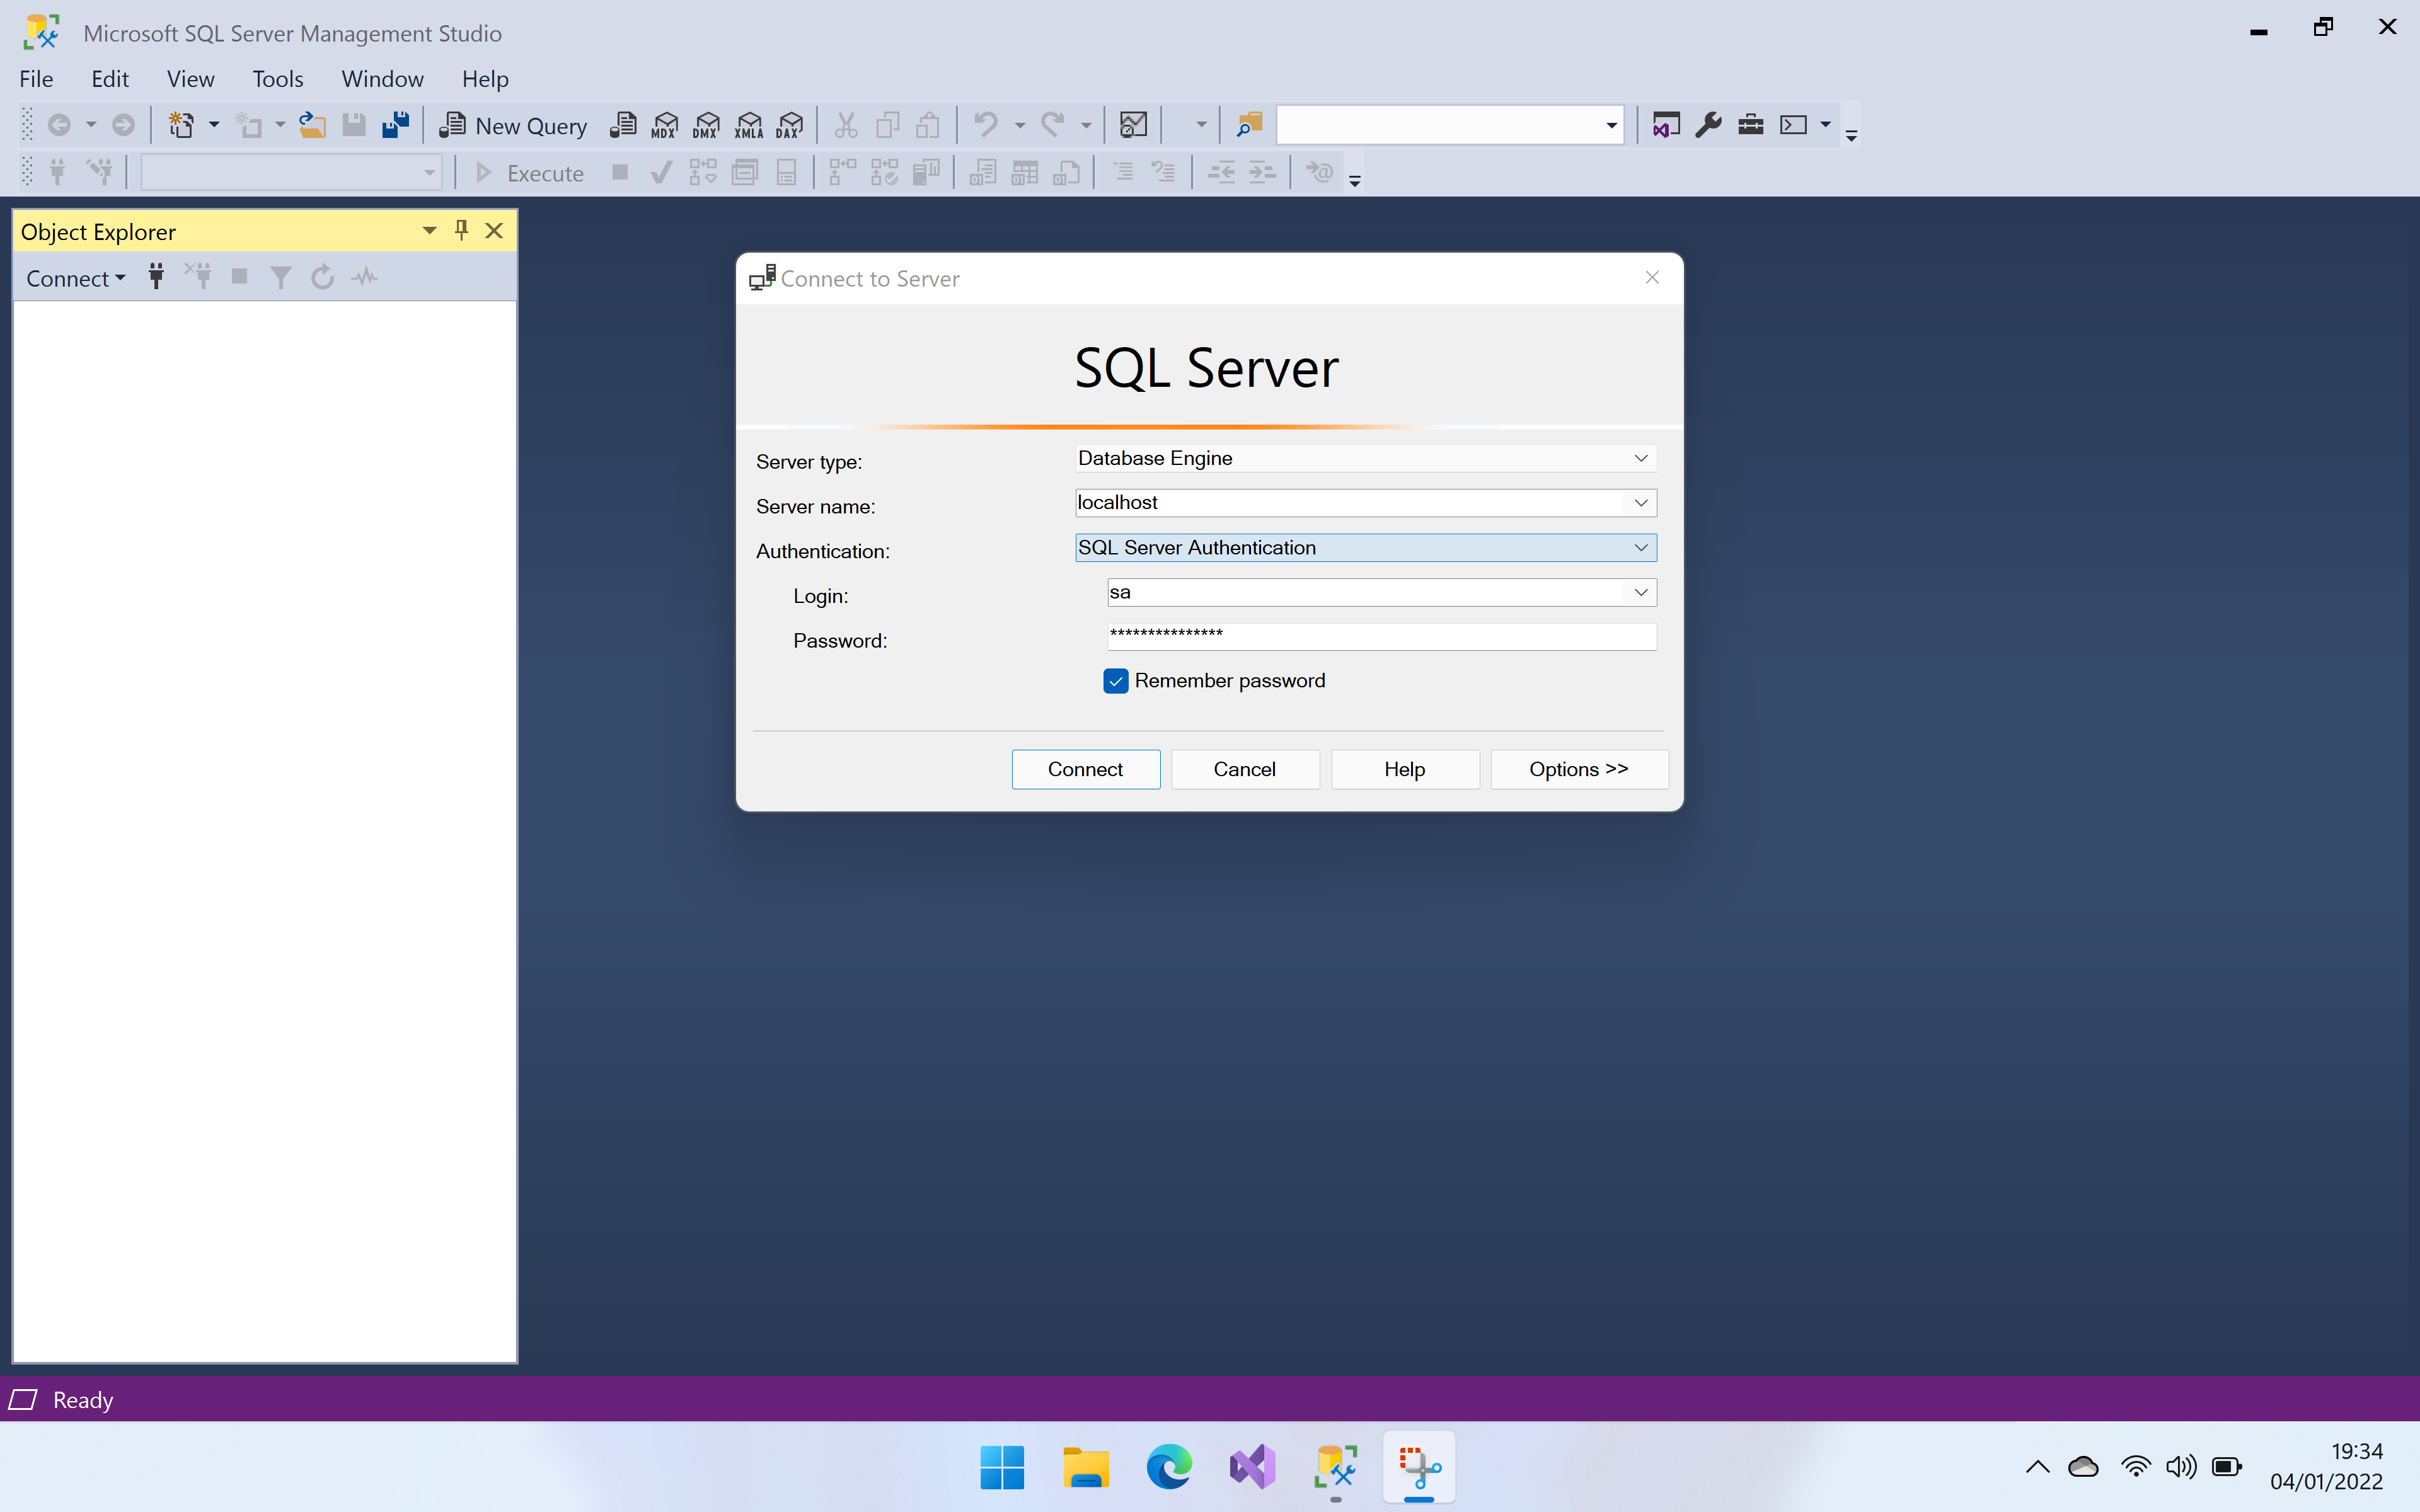 Microsoft SQL Server Management Studio
File Edit View Tools Window Help
New Query MDX DMX XMLA DAX
Execute
Object Explorer
Connect
Connect to Server
SQL Server
Server type: Database Engine
Server name: localhost
Authentication: SQL Server Authentication
Login: sa
Password: ***************
Remember password
Connect Cancel Help Options >>
Ready
19:34
04/01/2022